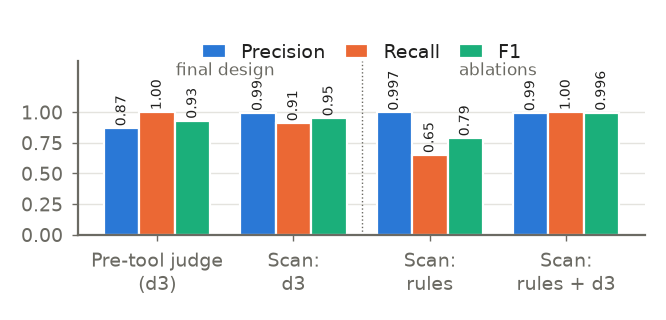 Precision Recall F1
final design ablations
0.87 1.00 0.93 0.99 0.91 0.95 0.997 0.65 0.79 0.99 1.00 0.996
1.00
0.75
0.50
0.25
0.00
Pre-tool judge Scan: Scan: Scan:
(d3) d3 rules rules + d3